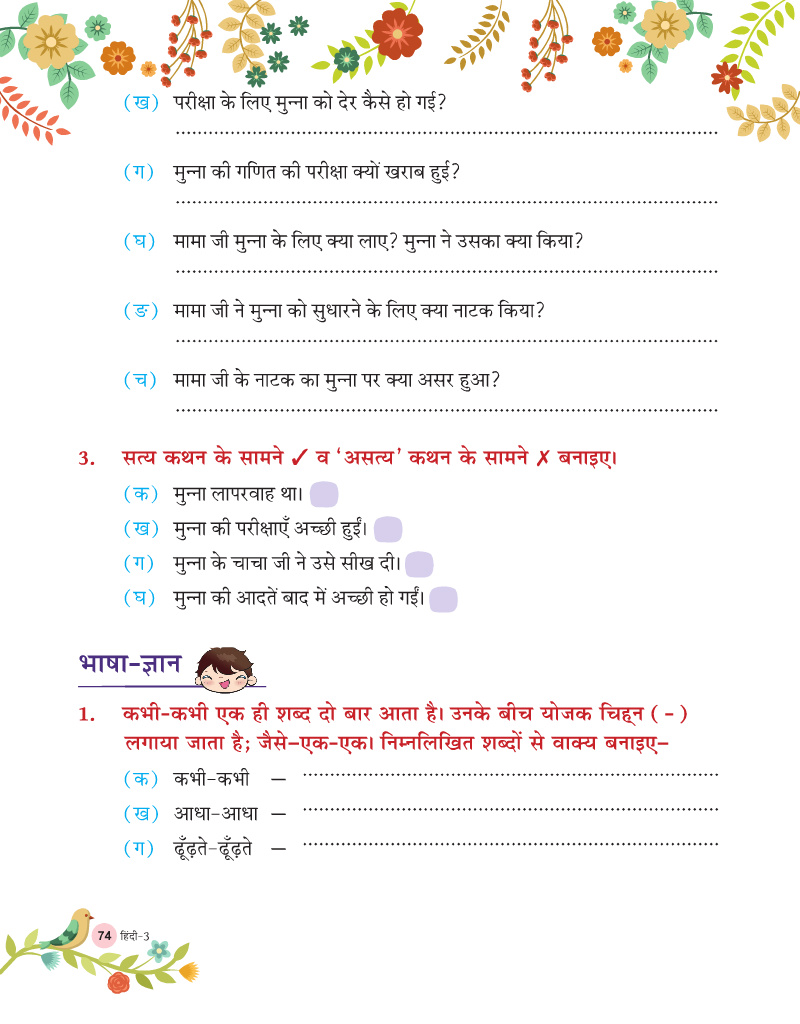 (ख) परीक्षा के लिए मुन्ना को देर कैसे हो गई?
(ग) मुन्ना की गणित की परीक्षा क्यों खराब हुई?
(घ) मामा जी मुन्ना के लिए क्या लाए? मुन्ना ने उसका क्या किया?
(ङ) मामा जी ने मुन्ना को सुधारने के लिए क्या नाटक किया?
(च) मामा जी के नाटक का मुन्ना पर क्या असर हुआ?
3. सत्य कथन के सामने ✓ व ‘असत्य’ कथन के सामने ✗ बनाइए।
(क) मुन्ना लापरवाह था।
(ख) मुन्ना की परीक्षाएँ अच्छी हुईं।
(ग) मुन्ना के चाचा जी ने उसे सीख दी।
(घ) मुन्ना की आदतें बाद में अच्छी हो गईं।
भाषा-ज्ञान
1. कभी-कभी एक ही शब्द दो बार आता है। उनके बीच योजक चिह्न ( - )
लगाया जाता है; जैसे–एक-एक। निम्नलिखित शब्दों से वाक्य बनाइए–
(क) कभी-कभी —
(ख) आधा-आधा —
(ग) ढूँढ़ते-ढूँढ़ते —
74 हिंदी-3